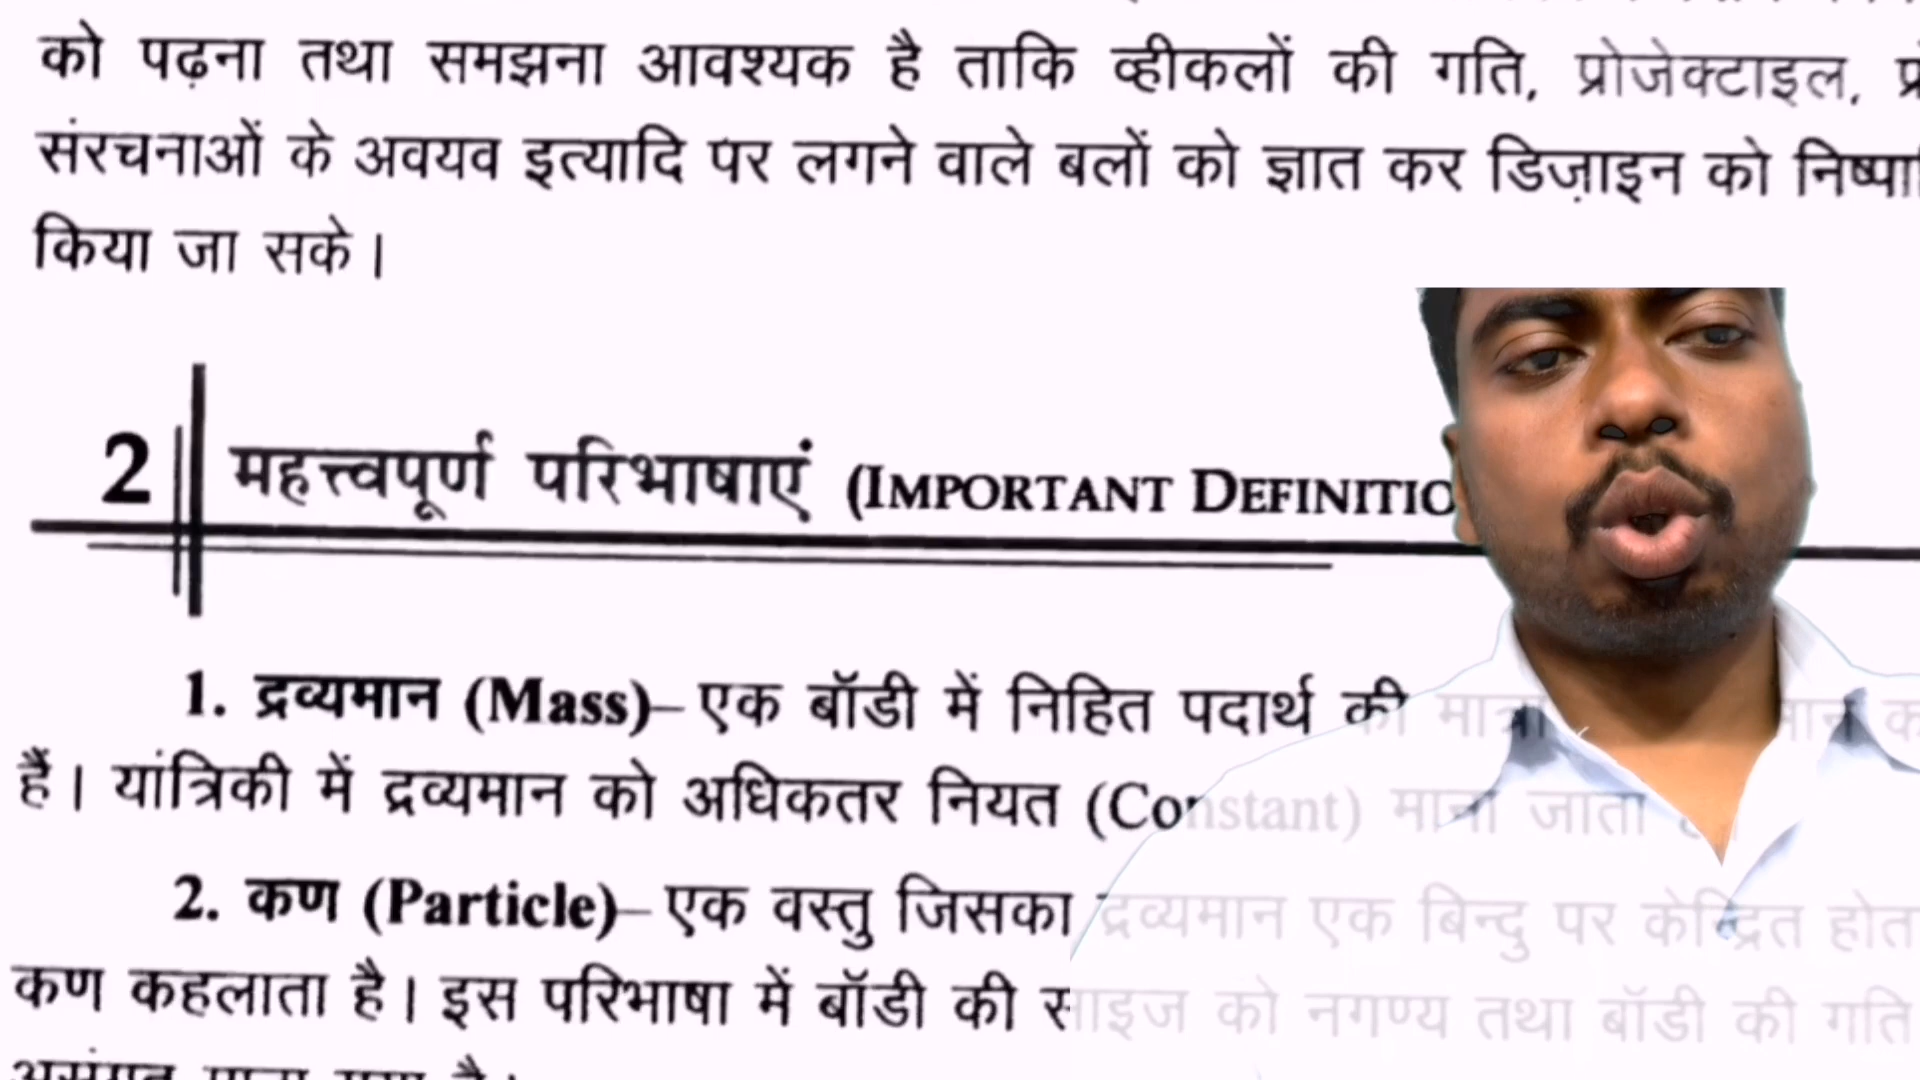 को पढ़ना तथा समझना आवश्यक है ताकि व्हीकलों की गति, प्रोजेक्टाइल,
संरचनाओं के अवयव इत्यादि पर लगने वाले बलों को ज्ञात कर डिज़ाइन को
किया जा सके।
2 महत्त्वपूर्ण परिभाषाएं (IMPORTANT DEFINITIO
1. द्रव्यमान (Mass)– एक बॉडी में निहित पदार्थ की मात्रा
हैं। यांत्रिकी में द्रव्यमान को अधिकतर नियत (Constant) माना जाता
2. कण (Particle)– एक वस्तु जिसका द्रव्यमान एक बिन्दु पर केन्द्रित होत
कण कहलाता है। इस परिभाषा में बॉडी की साइज को नगण्य तथा बॉडी की गति